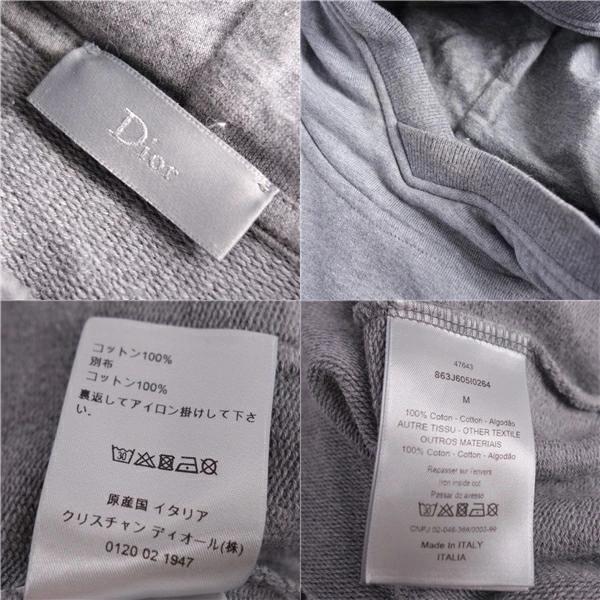 Dior
コットン100%
別布
コットン100%
裏返してアイロン掛けして下さ
い.
30
原産国 イタリア
クリスチャン ディオール(株)
0120 02 1947
47643
863J605I0264
M
100% Coton - Cotton - Algodão
AUTRE TISSU - OTHER TEXTILE
OUTROS MATERIAIS
100% Coton - Cotton - Algodão
Repasser sur l'envers
Iron inside out
Passar do avesso
30
Made in ITALY
ITALIA